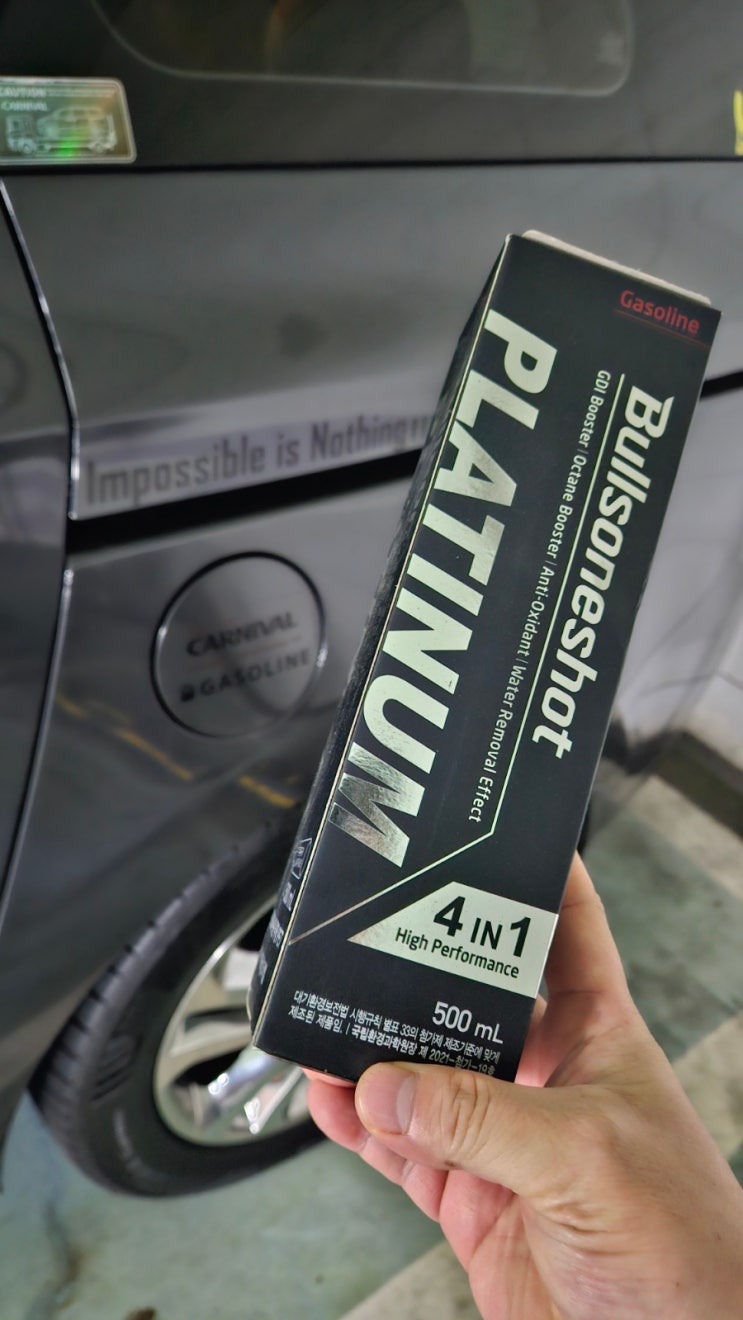 CAUTION
CARNIVAL
Gasoline
Bullsoneshot
GDI Booster | Octane Booster | Anti-Oxidant | Water Removal Effect
PLATINUM
4 IN 1
High Performance
500 mL
대기환경보전법 시행규칙 별표 33의 첨가제 제조기준에 맞게
제조된 제품임. | 국립환경과학원장 제 2021-첨가-19호
Impossible is Nothing
CARNIVAL
GASOLINE